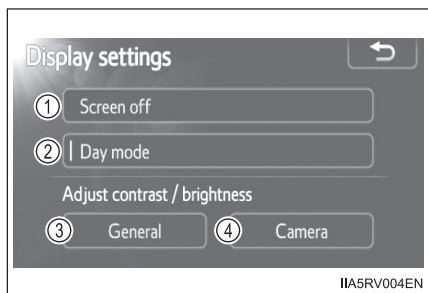 Display settings
① Screen off
② Day mode
Adjust contrast / brightness
③ General ④ Camera
IIA5RV004EN